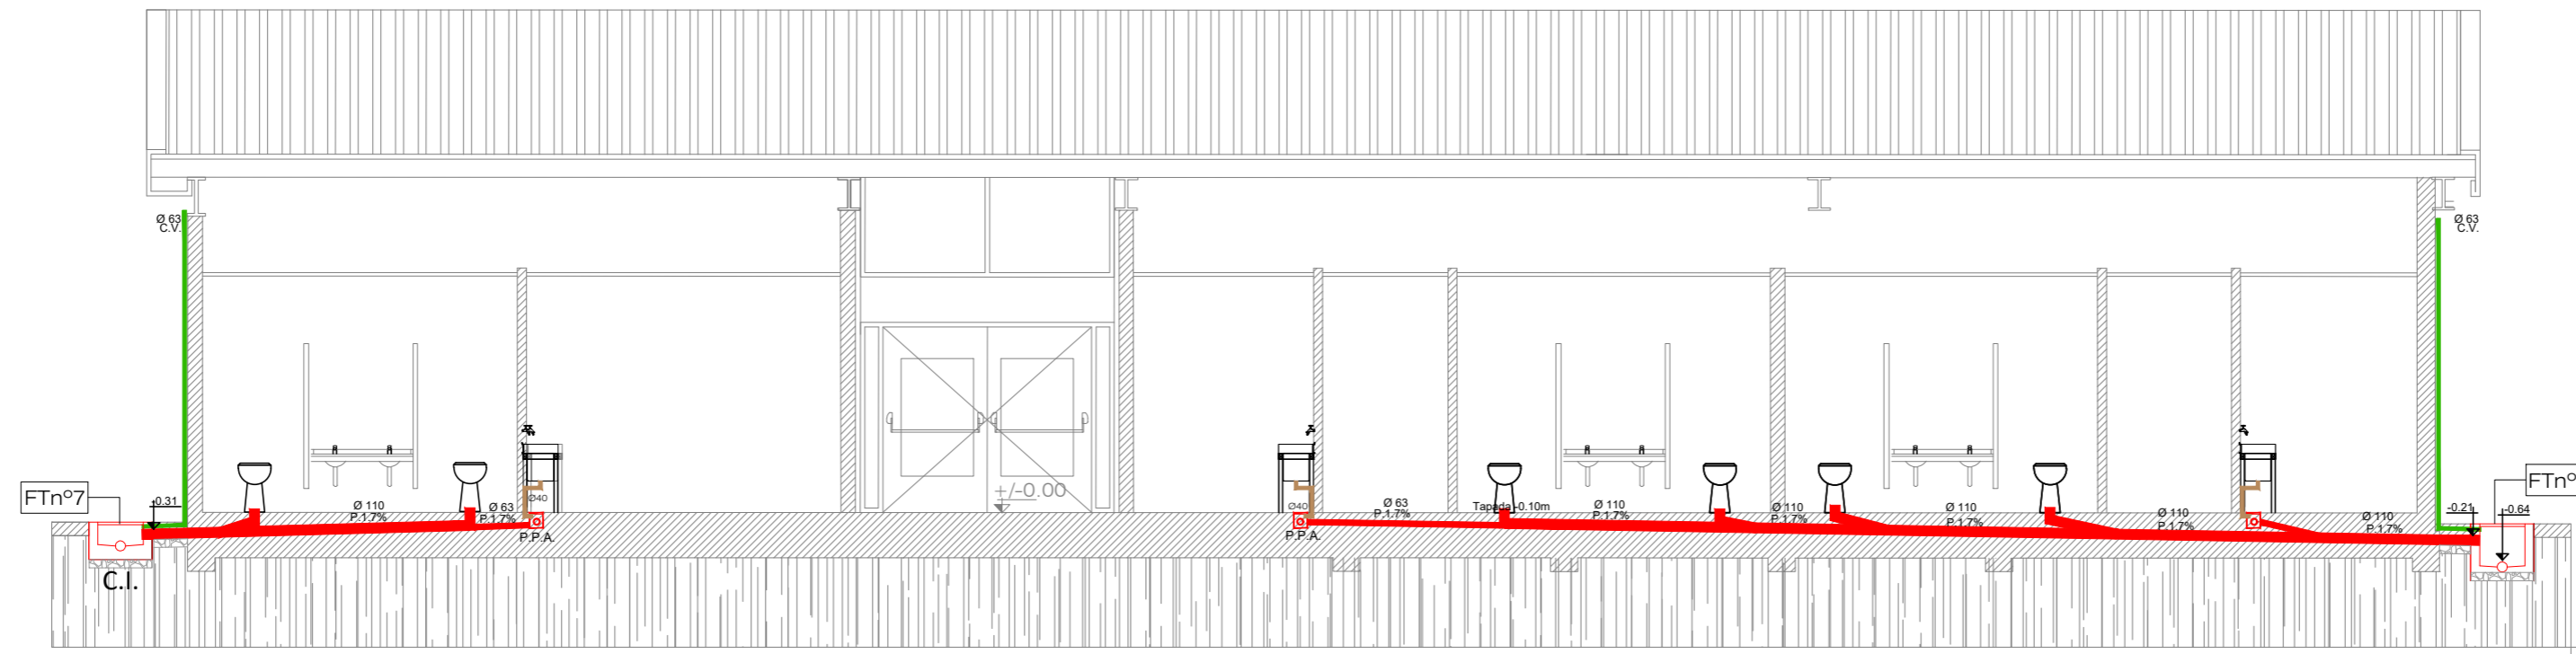 Ø 63
C.V.
Ø 63
C.V.
+/-0.00
FTnº7
-0.31
Ø 110
P.1.7%
Ø 63
P.1.7%
Ø40
P.P.A.
C.I.
Ø40
P.P.A.
Ø 63
P.1.7%
Tapada -0.10m
Ø 110
P.1.7%
Ø 110
P.1.7%
Ø 110
P.1.7%
Ø 110
P.1.7%
Ø 110
P.1.7%
-0.21
-0.64
FTnº